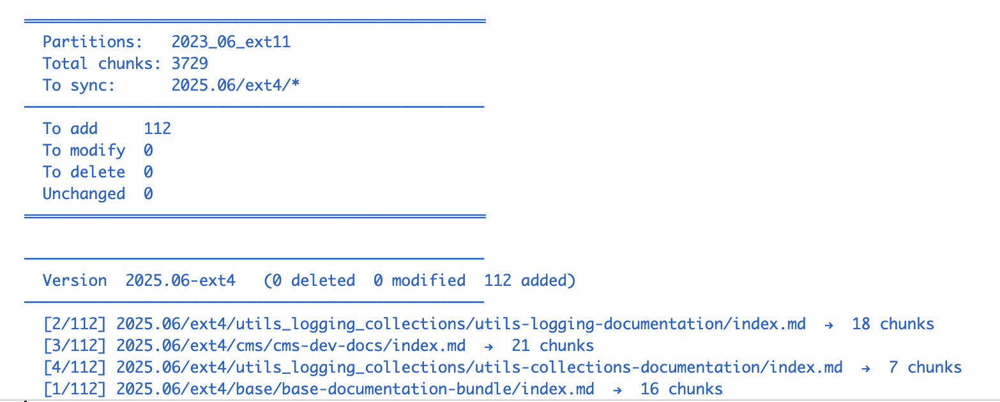 Partitions:   2023_06_ext11
Total chunks: 3729
To sync:      2025.06/ext4/*
To add     112
To modify  0
To delete  0
Unchanged  0
Version  2025.06-ext4   (0 deleted  0 modified  112 added)
[2/112] 2025.06/ext4/utils_logging_collections/utils-logging-documentation/index.md  →  18 chunks
[3/112] 2025.06/ext4/cms/cms-dev-docs/index.md  →  21 chunks
[4/112] 2025.06/ext4/utils_logging_collections/utils-collections-documentation/index.md  →  7 chunks
[1/112] 2025.06/ext4/base/base-documentation-bundle/index.md  →  16 chunks